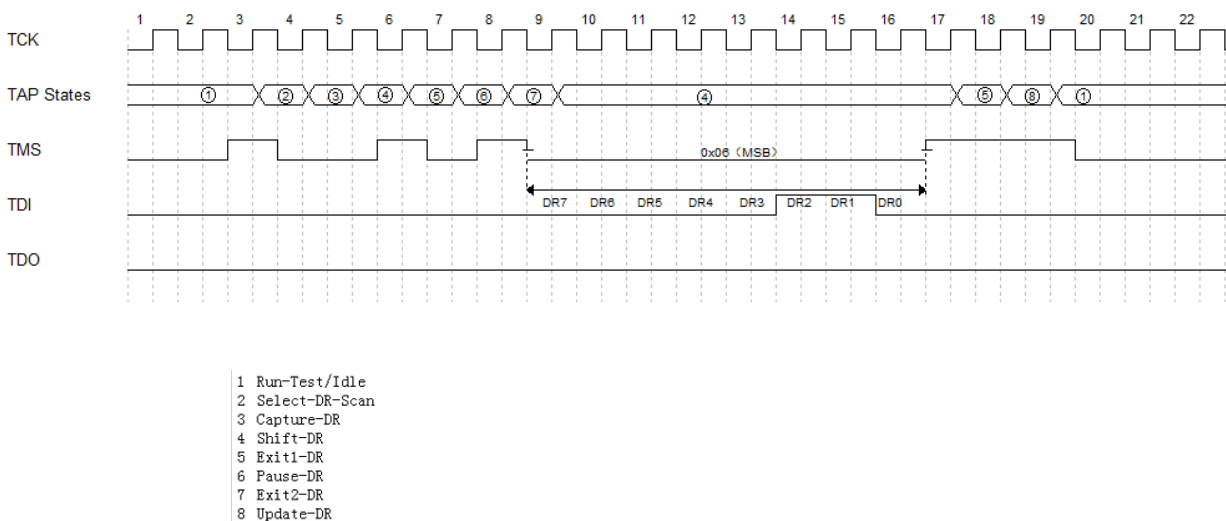 1 2 3 4 5 6 7 8 9 10 11 12 13 14 15 16 17 18 19 20 21 22
TCK
TAP States ① ② ③ ④ ⑤ ⑥ ⑦ ④ ⑤ ⑧ ①
TMS
0x06（MSB）
TDI DR7 DR6 DR5 DR4 DR3 DR2 DR1 DR0
TDO
1 Run-Test/Idle
2 Select-DR-Scan
3 Capture-DR
4 Shift-DR
5 Exit1-DR
6 Pause-DR
7 Exit2-DR
8 Update-DR